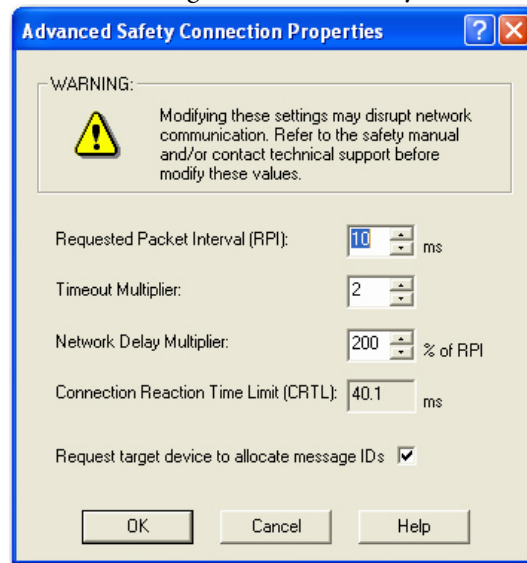 Advanced Safety Connection Properties
WARNING:
Modifying these settings may disrupt network
communication. Refer to the safety manual
and/or contact technical support before
modify these values.
Requested Packet Interval (RPI): 10 ms
Timeout Multiplier: 2
Network Delay Multiplier: 200 % of RPI
Connection Reaction Time Limit (CRTL): 40.1 ms
Request target device to allocate message IDs
OK Cancel Help